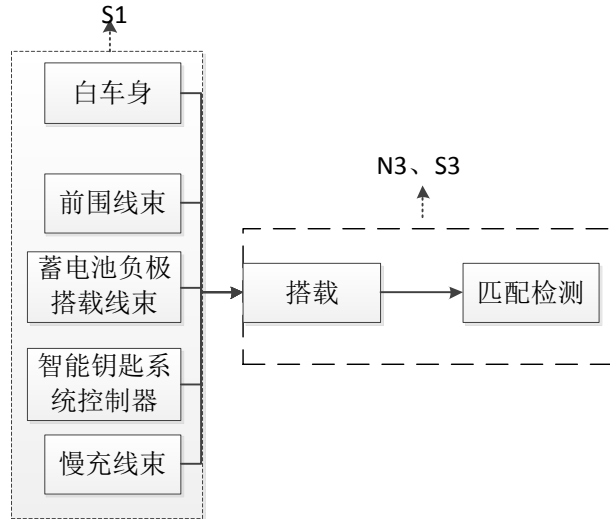 S1
白车身
前围线束
蓄电池负极
搭载线束
智能钥匙系
统控制器
慢充线束
N3、S3
搭载
匹配检测